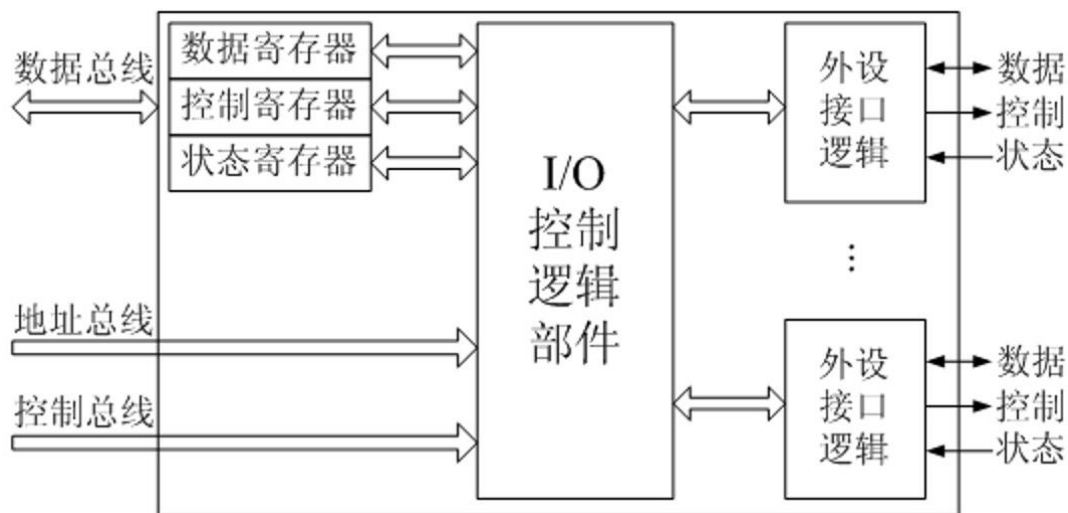 数据总线
数据寄存器
控制寄存器
状态寄存器
地址总线
控制总线
I/O
控制
逻辑
部件
外设
接口
逻辑
数据
控制
状态
⋮
外设
接口
逻辑
数据
控制
状态